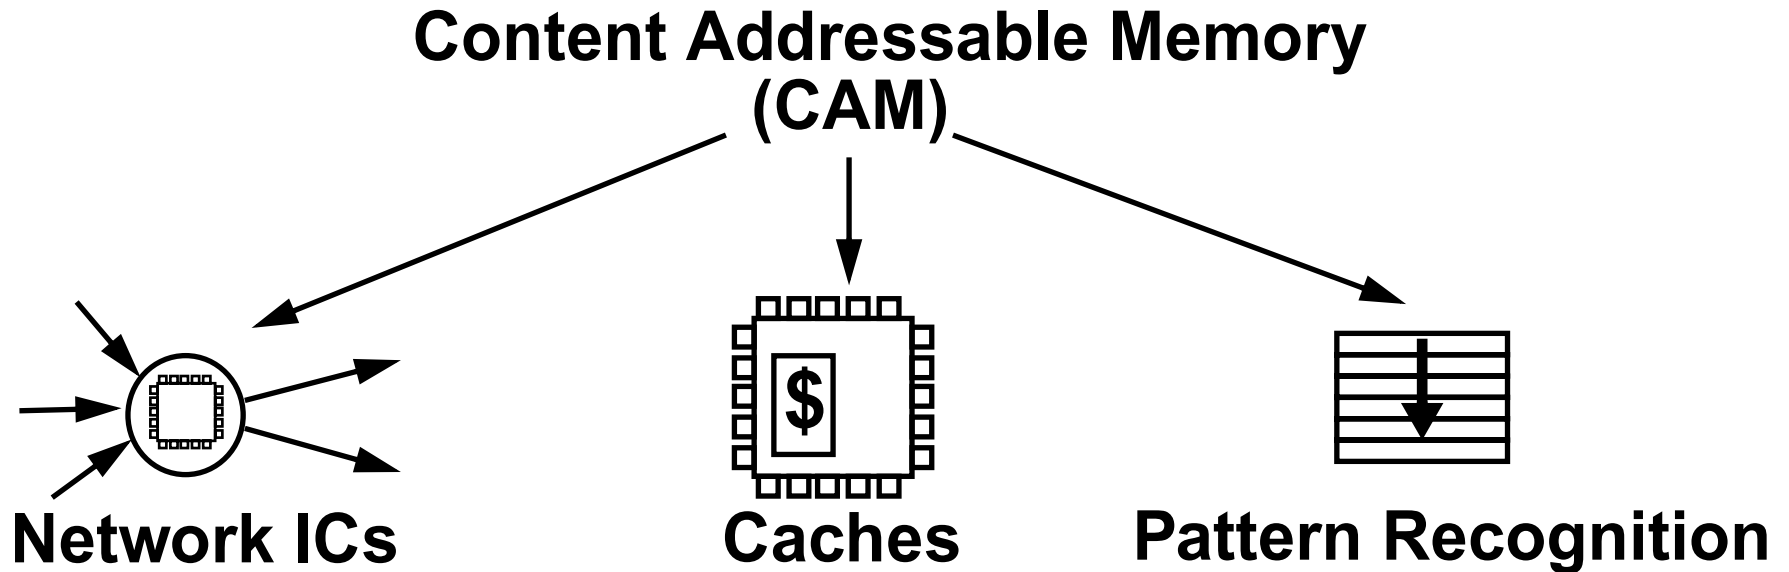 Content Addressable Memory
(CAM)
$
Network ICs
Caches
Pattern Recognition